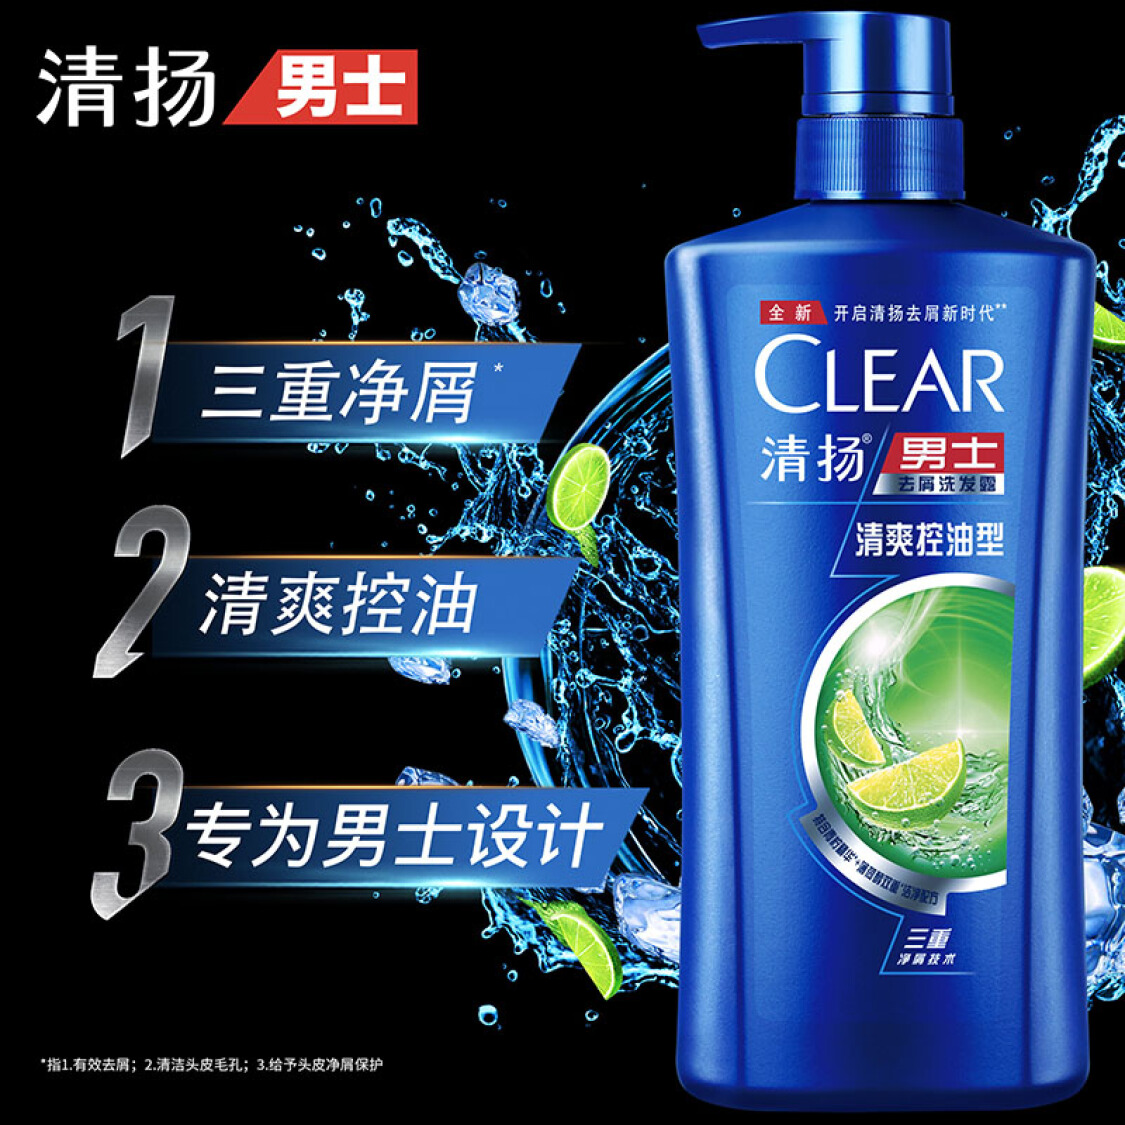 清扬 男士
1 三重净屑*
2 清爽控油
3 专为男士设计
*指1.有效去屑；2.清洁头皮毛孔；3.给予头皮净屑保护
全新 开启清扬去屑新时代**
CLEAR
清扬® 男士
去屑洗发露
清爽控油型
三重
净屑技术